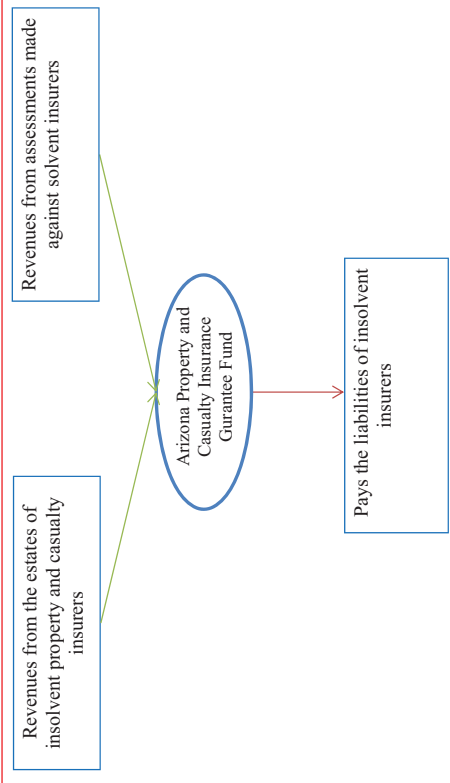 Revenues from the estates of
insolvent property and casualty
insurers
Revenues from assessments made
against solvent insurers
Arizona Property and
Casualty Insurance
Gurantee Fund
Pays the liabilities of insolvent
insurers